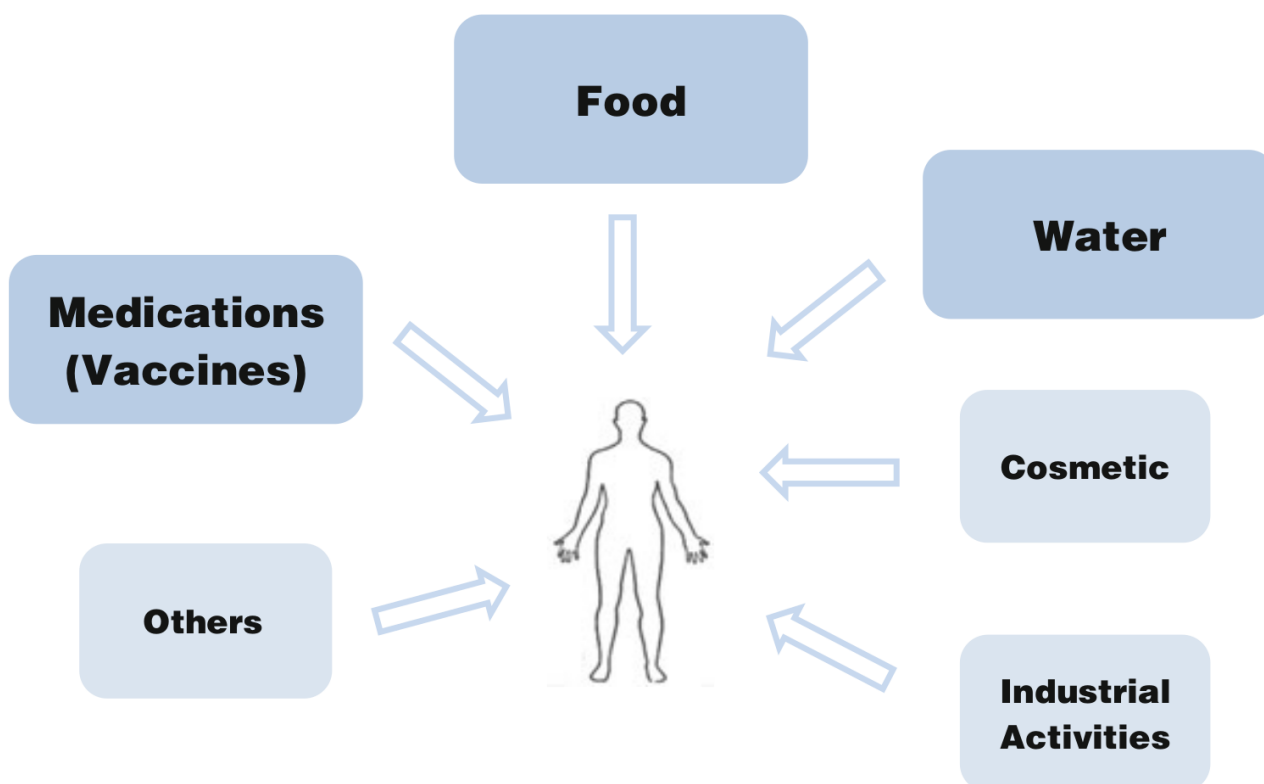 Food
Water
Medications
(Vaccines)
Cosmetic
Others
Industrial
Activities